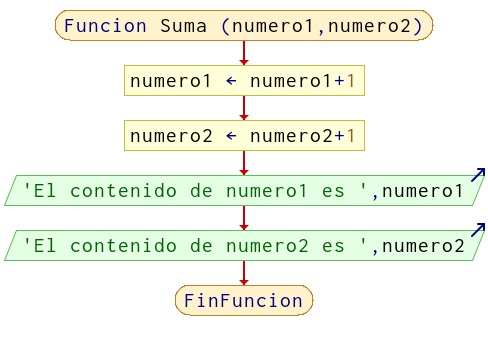 Funcion Suma (numero1,numero2)
numero1 ← numero1+1
numero2 ← numero2+1
'El contenido de numero1 es ',numero1
'El contenido de numero2 es ',numero2
FinFuncion